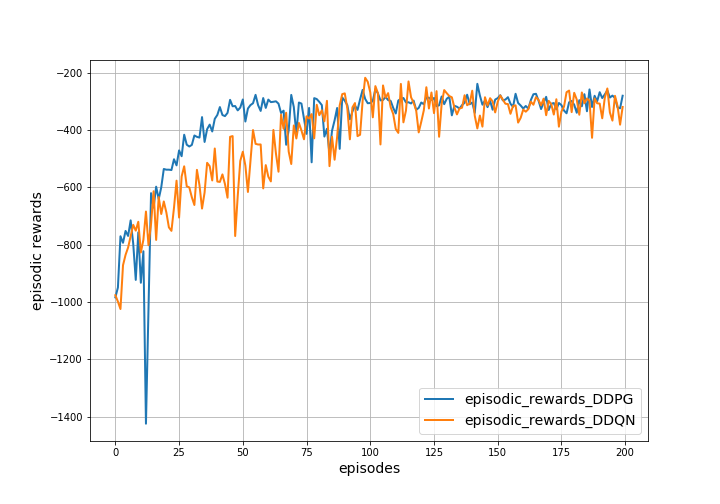 −200
−400
−600
−800
−1000
−1200
−1400
episodic rewards
0 25 50 75 100 125 150 175 200
episodes
episodic_rewards_DDPG
episodic_rewards_DDQN